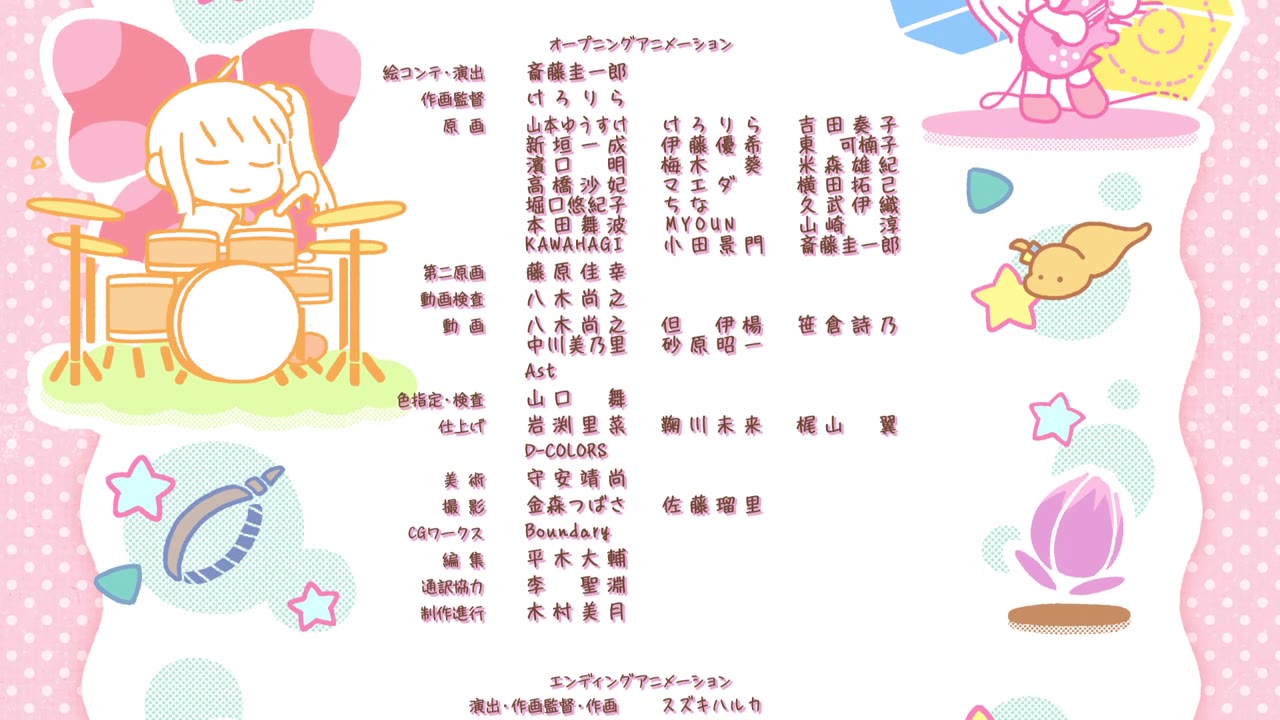 オープニングアニメーション
絵コンテ・演出 斎藤圭一郎
作画監督 けろりら
原画 山本ゆうすけ けろりら 吉田奏子
新垣一成 伊藤優希 東 可楠子
濱口 明 梅木 葵 米森雄紀
高橋沙妃 マエダ 横田拓己
堀口悠紀子 ちな 久武伊織
本田舞波 MYOUN 山崎 淳
KAWAHAGI 小田景門 斎藤圭一郎
第二原画 藤原佳幸
動画検査 八木尚之
動画 八木尚之 但 伊楊 笹倉詩乃
中川美乃里 砂原昭一
Ast
色指定・検査 山口 舞
仕上げ 岩渕里菜 鞠川未来 梶山 翼
D-COLORS
美術 守安靖尚
撮影 金森つばさ 佐藤瑠里
CGワークス Boundary
編集 平木大輔
通訳協力 李 聖淵
制作進行 木村美月
エンディングアニメーション
演出・作画監督・作画 スズキハルカ